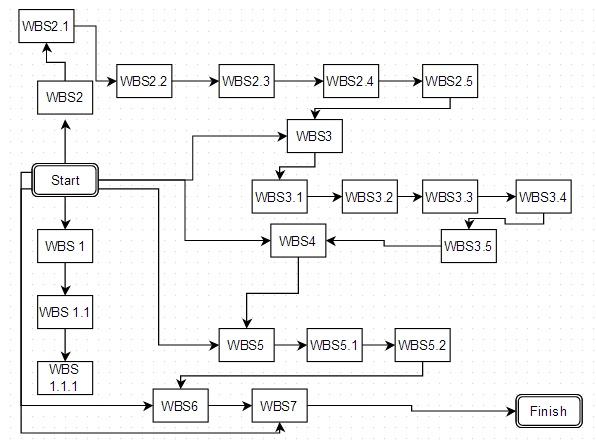 WBS2.1
WBS2.2
WBS2.3
WBS2.4
WBS2.5
WBS2
WBS3
Start
WBS3.1
WBS3.2
WBS3.3
WBS3.4
WBS 1
WBS4
WBS3.5
WBS 1.1
WBS5
WBS5.1
WBS5.2
WBS
1.1.1
WBS6
WBS7
Finish